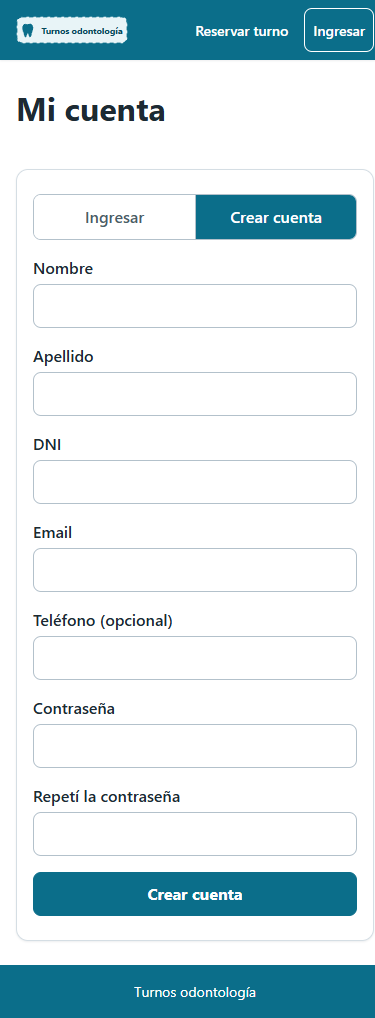 Turnos odontología
Reservar turno
Ingresar
Mi cuenta
Ingresar
Crear cuenta
Nombre
Apellido
DNI
Email
Teléfono (opcional)
Contraseña
Repetí la contraseña
Crear cuenta
Turnos odontología